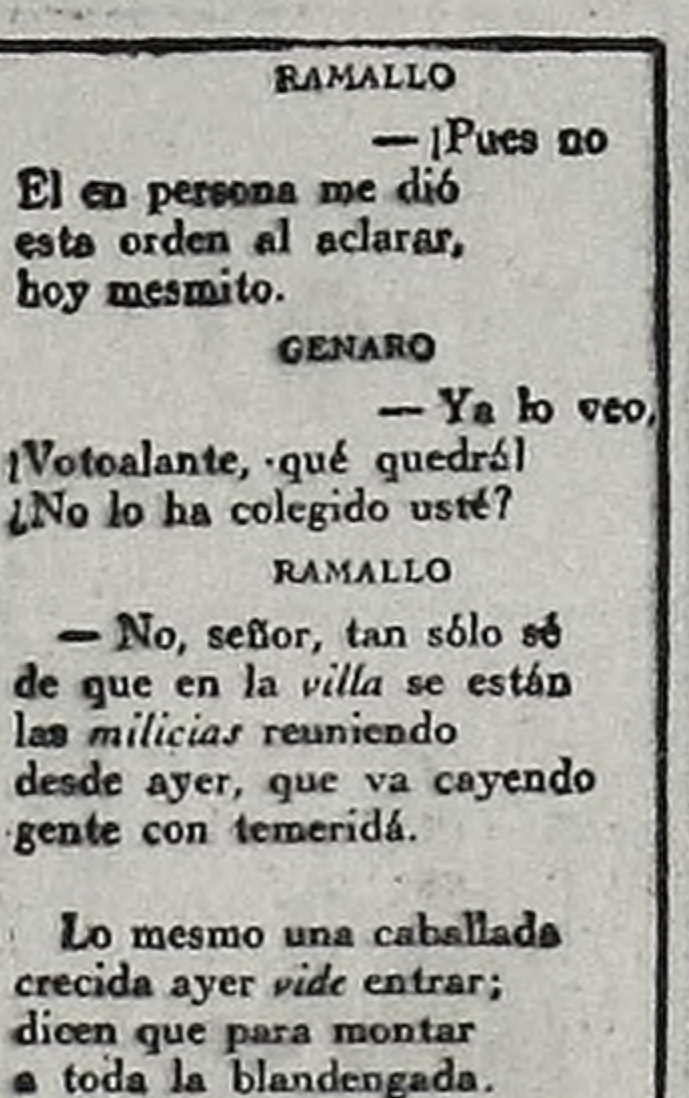 RAMALLO
— ¡Pues no
El en persona me dió
esta orden al aclarar,
hoy mesmito.
GENARO
— Ya lo veo,
¡Votoalante, qué quedrá!
¿No lo ha colegido usté?
RAMALLO
— No, señor, tan sólo sé
de que en la villa se están
las milicias reuniendo
desde ayer, que va cayendo
gente con temeridá.
Lo mesmo una caballada
crecida ayer vide entrar;
dicen que para montar
a toda la blandengada.